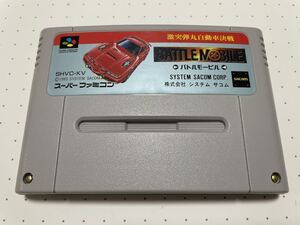 激突弾丸自動車決戦
BATTLE MOBILE
バトルモービル
SHVC-KV
©1993 SYSTEM SACOM
スーパーファミコン
SYSTEM SACOM CORP.
株式会社 システム サコム
sacom